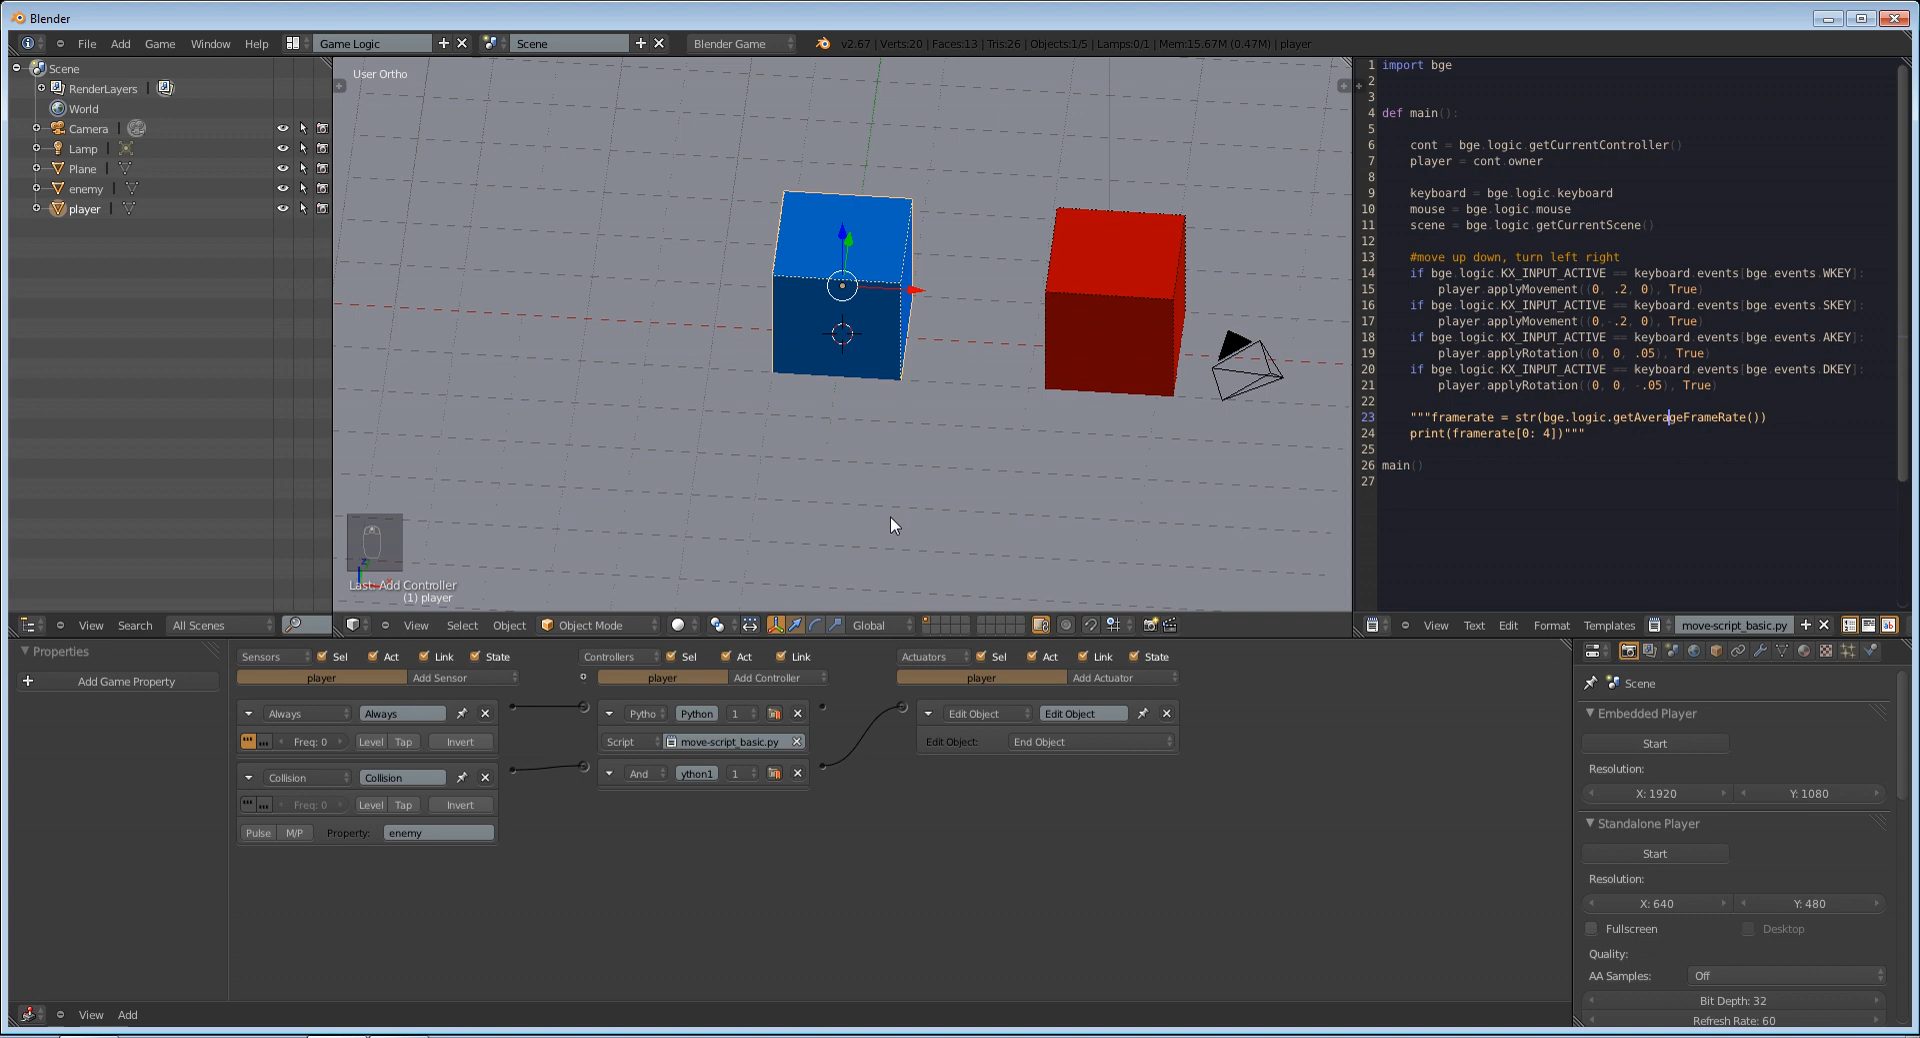 Blender
File Add Game Window Help Game Logic Scene Blender Game v2.67 | Verts:20 | Faces:13 | Tris:26 | Objects:1/5 | Lamps:0/1 | Mem:15.67M (0.47M) | player
Scene
RenderLayers
World
Camera
Lamp
Plane
enemy
player
View Search All Scenes
User Ortho
Last: Add Controller
(1) player
View Select Object Object Mode Global
1 import bge
2
3
4 def main():
5
6 cont = bge.logic.getCurrentController()
7 player = cont.owner
8
9 keyboard = bge.logic.keyboard
10 mouse = bge.logic.mouse
11 scene = bge.logic.getCurrentScene()
12
13 #move up down, turn left right
14 if bge.logic.KX_INPUT_ACTIVE == keyboard.events[bge.events.WKEY]:
15 player.applyMovement((0, .2, 0), True)
16 if bge.logic.KX_INPUT_ACTIVE == keyboard.events[bge.events.SKEY]:
17 player.applyMovement((0,-.2, 0), True)
18 if bge.logic.KX_INPUT_ACTIVE == keyboard.events[bge.events.AKEY]:
19 player.applyRotation((0, 0, .05), True)
20 if bge.logic.KX_INPUT_ACTIVE == keyboard.events[bge.events.DKEY]:
21 player.applyRotation((0, 0, -.05), True)
22
23 """framerate = str(bge.logic.getAverageFrameRate())
24 print(framerate[0: 4])"""
25
26 main()
27
View Text Edit Format Templates move-script_basic.py
Properties
Add Game Property
Sensors Sel Act Link State
player Add Sensor
Always Always
Freq: 0 Level Tap Invert
Collision Collision
Freq: 0 Level Tap Invert
Pulse M/P Property: enemy
Controllers Sel Act Link
player Add Controller
Pytho Python 1
Script move-script_basic.py
And ython1 1
Actuators Sel Act Link State
player Add Actuator
Edit Object Edit Object
Edit Object: End Object
View Add
Scene
Embedded Player
Start
Resolution:
X: 1920 Y: 1080
Standalone Player
Start
Resolution:
X: 640 Y: 480
Fullscreen Desktop
Quality:
AA Samples: Off
Bit Depth: 32
Refresh Rate: 60